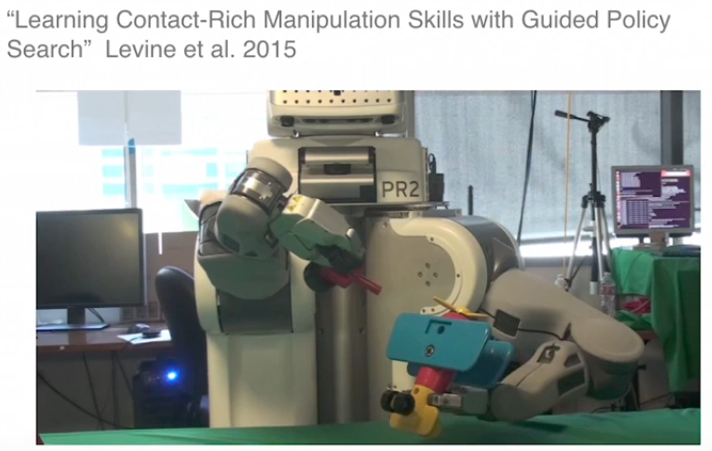 “Learning Contact-Rich Manipulation Skills with Guided Policy
Search”  Levine et al. 2015
PR2